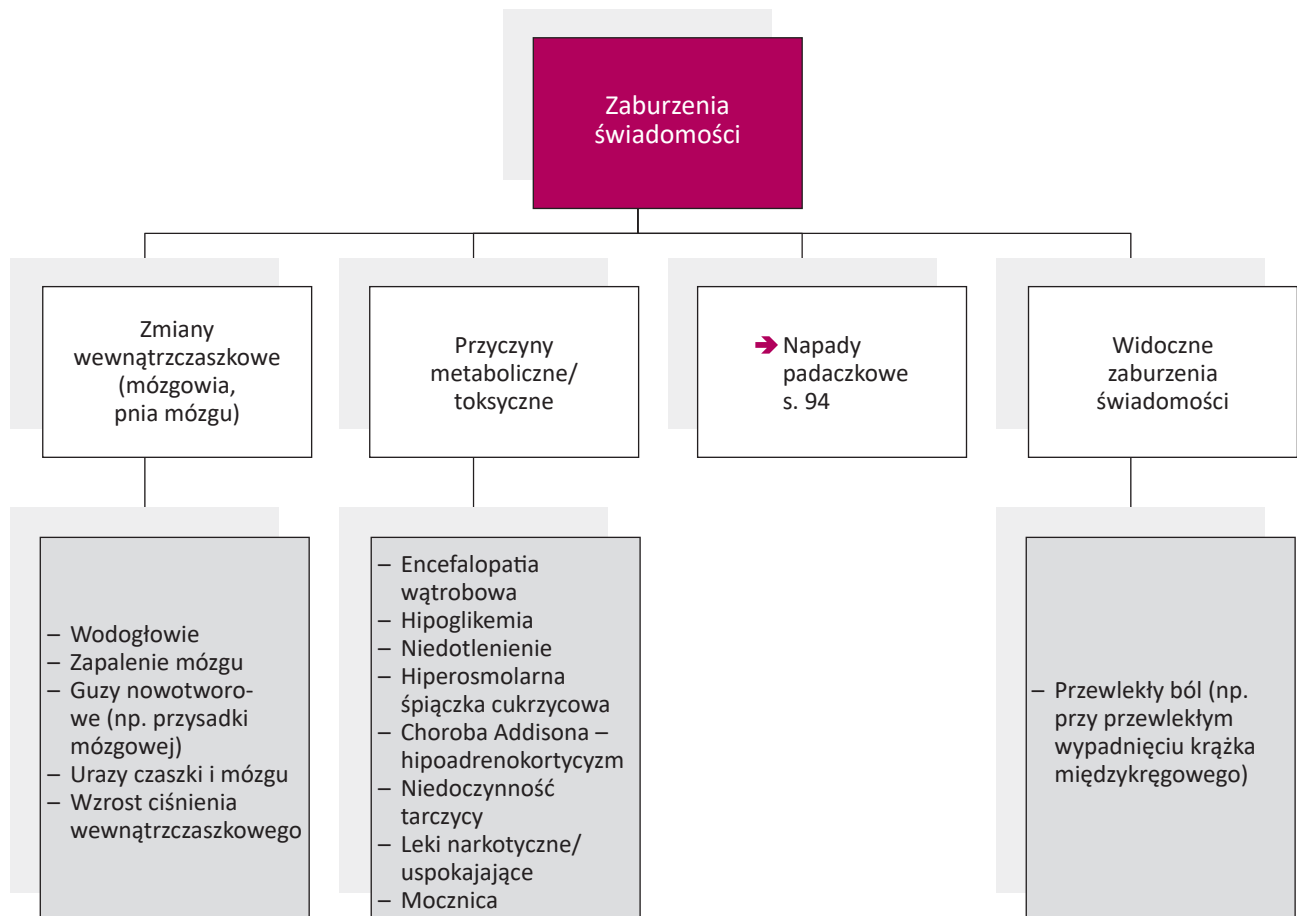 Zaburzenia
świadomości
Zmiany
wewnątrzczaszkowe
(mózgowia,
pnia mózgu)
Przyczyny
metaboliczne/
toksyczne
➔ Napady
padaczkowe
s. 94
Widoczne
zaburzenia
świadomości
– Wodogłowie
– Zapalenie mózgu
– Guzy nowotworo-
we (np. przysadki
mózgowej)
– Urazy czaszki i mózgu
– Wzrost ciśnienia
wewnątrzczaszkowego
– Encefalopatia
wątrobowa
– Hipoglikemia
– Niedotlenienie
– Hiperosmolarna
śpiączka cukrzycowa
– Choroba Addisona –
hipoadrenokortycyzm
– Niedoczynność
tarczycy
– Leki narkotyczne/
uspokajające
– Mocznica
– Przewlekły ból (np.
przy przewlekłym
wypadnięciu krążka
międzykręgowego)